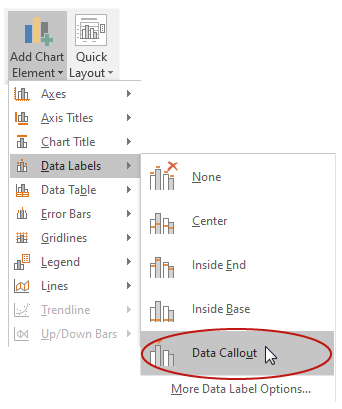 Add Chart
Element
Quick
Layout
Axes
Axis Titles
Chart Title
Data Labels
Data Table
Error Bars
Gridlines
Legend
Lines
Trendline
Up/Down Bars
None
Center
Inside End
Inside Base
Data Callout
More Data Label Options...